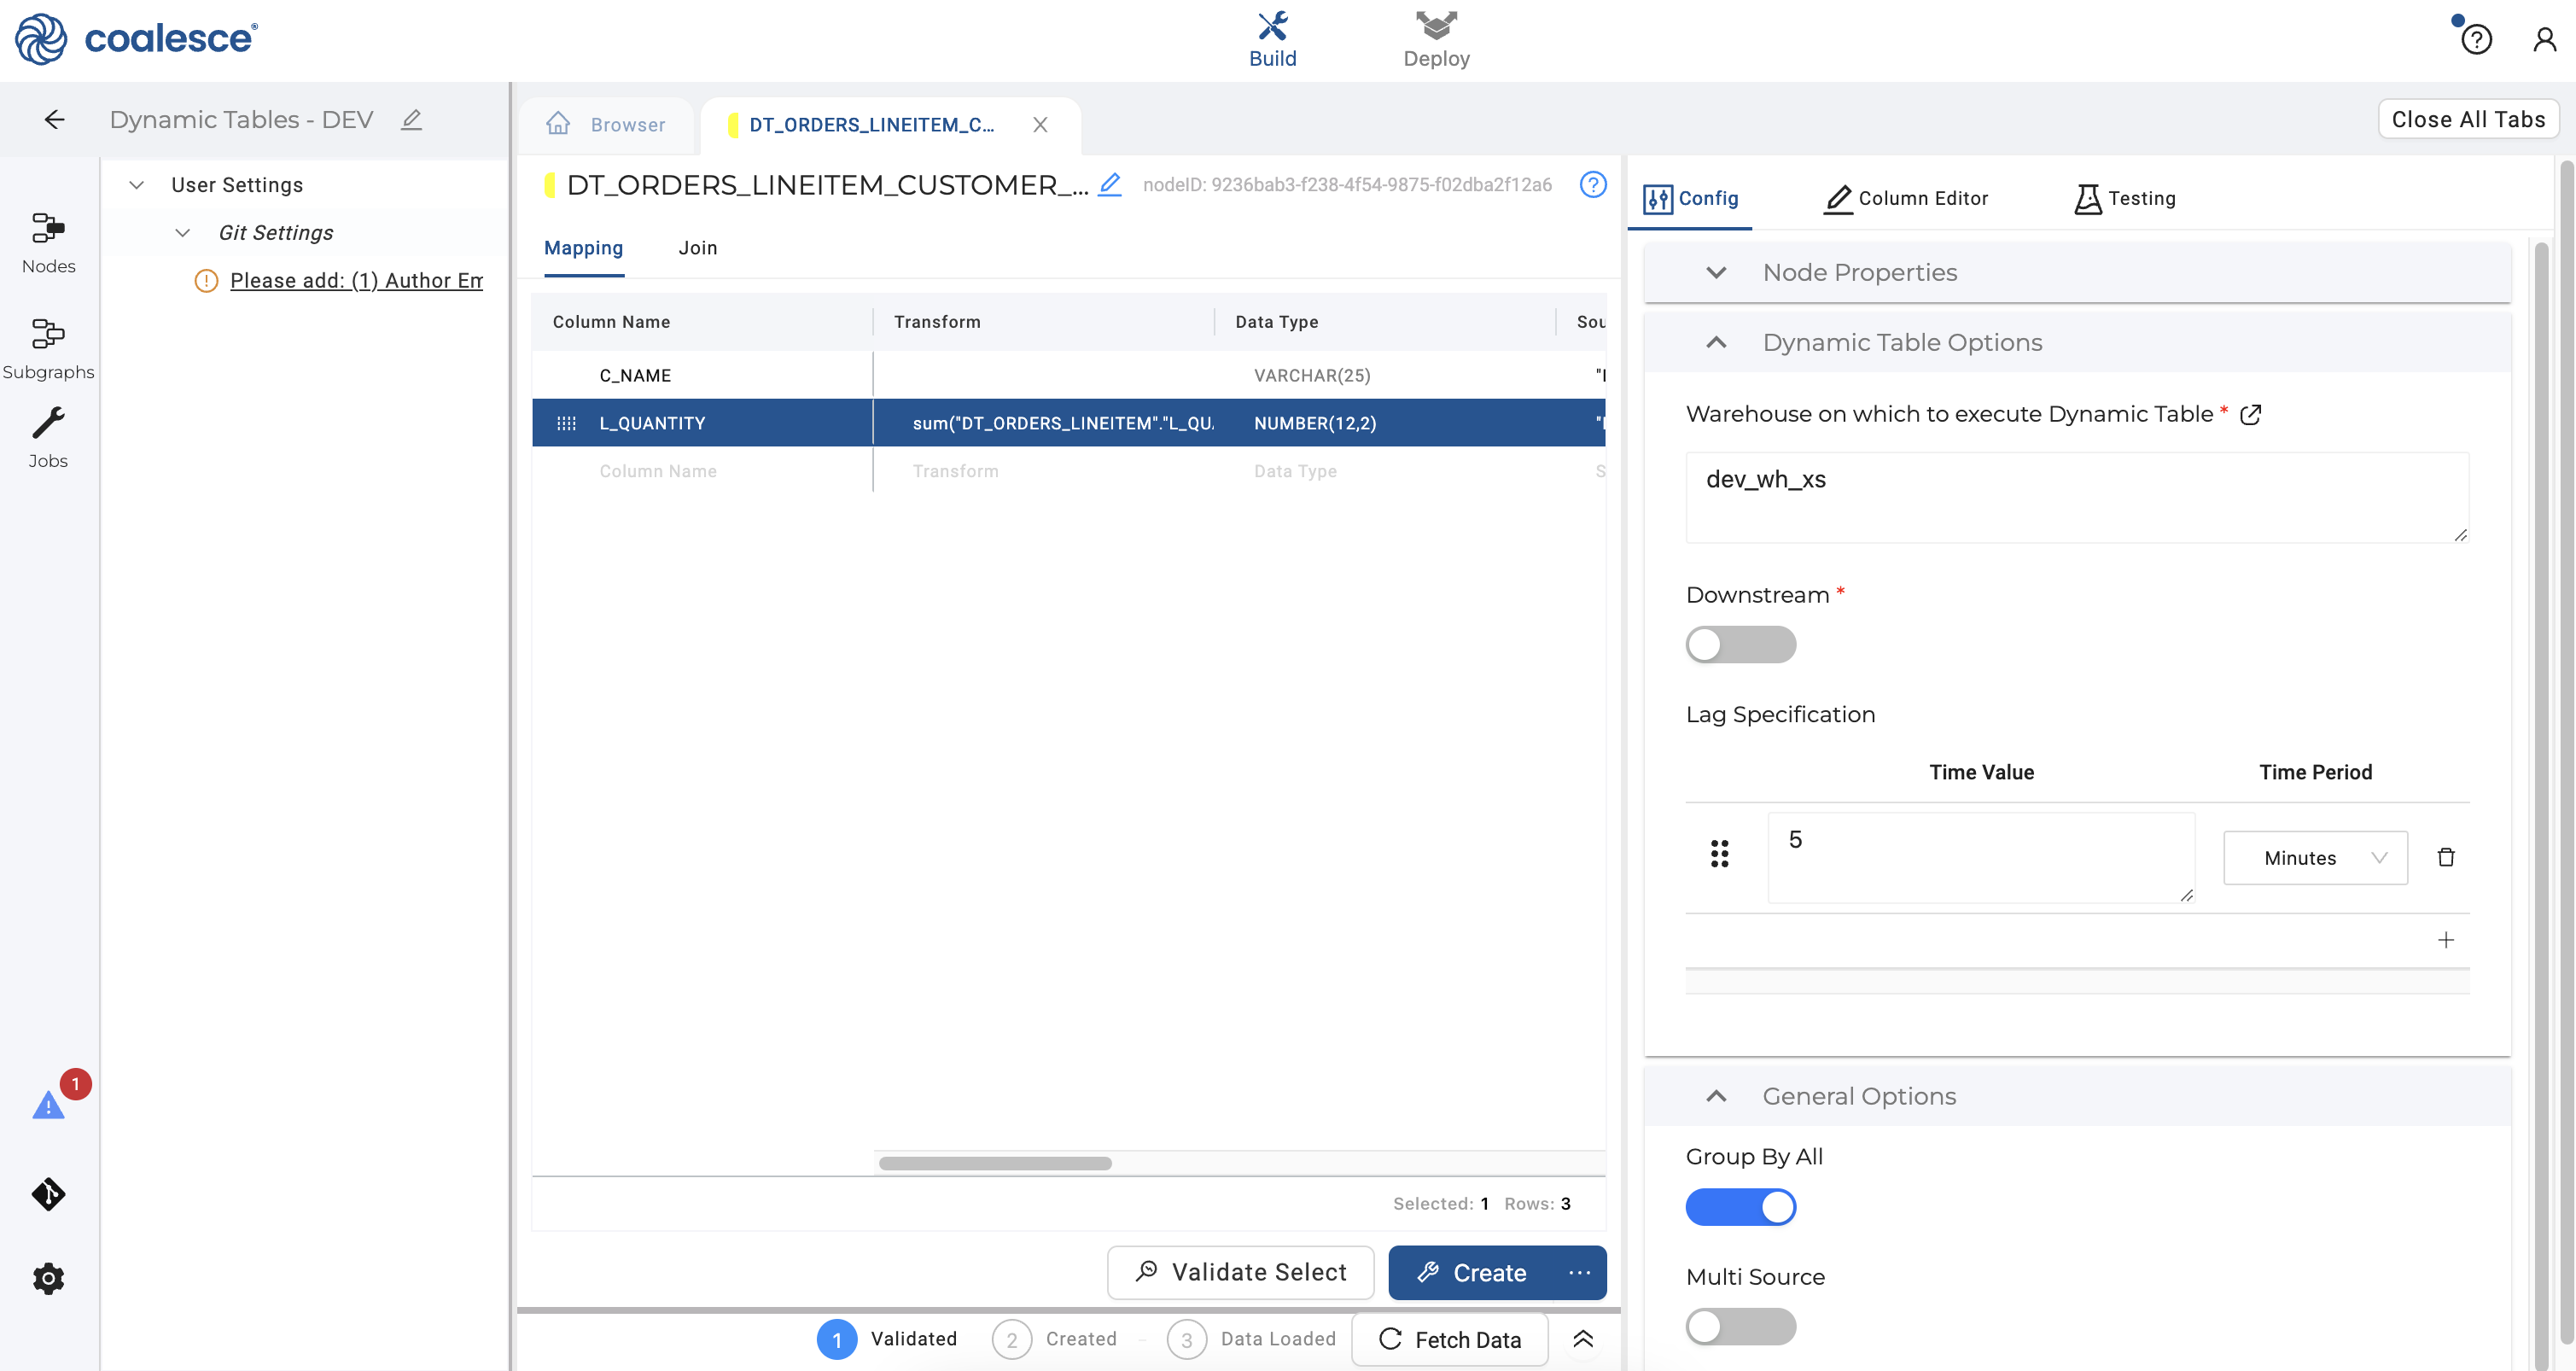 coalesce®
Build
Deploy
Dynamic Tables - DEV
Browser
DT_ORDERS_LINEITEM_C...
Close All Tabs
Nodes
Subgraphs
Jobs
1
User Settings
Git Settings
Please add: (1) Author Em
DT_ORDERS_LINEITEM_CUSTOMER_...
nodeID: 9236bab3-f238-4f54-9875-f02dba2f12a6
Mapping
Join
Column Name
Transform
Data Type
Sou
C_NAME
VARCHAR(25)
L_QUANTITY
sum("DT_ORDERS_LINEITEM"."L_QU
NUMBER(12,2)
Column Name
Transform
Data Type
S
Selected: 1 Rows: 3
Validate Select
Create
1 Validated
2 Created
3 Data Loaded
Fetch Data
Config
Column Editor
Testing
Node Properties
Dynamic Table Options
Warehouse on which to execute Dynamic Table *
dev_wh_xs
Downstream *
Lag Specification
Time Value
Time Period
5
Minutes
General Options
Group By All
Multi Source